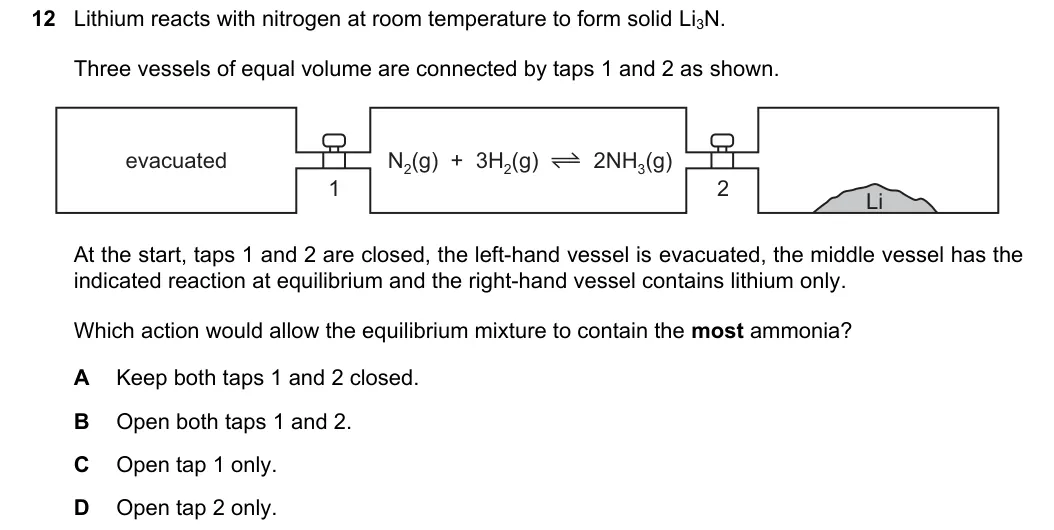 12 Lithium reacts with nitrogen at room temperature to form solid Li₃N.
Three vessels of equal volume are connected by taps 1 and 2 as shown.
evacuated
N₂(g) + 3H₂(g) ⇌ 2NH₃(g)
1
2
Li
At the start, taps 1 and 2 are closed, the left-hand vessel is evacuated, the middle vessel has the
indicated reaction at equilibrium and the right-hand vessel contains lithium only.
Which action would allow the equilibrium mixture to contain the most ammonia?
A Keep both taps 1 and 2 closed.
B Open both taps 1 and 2.
C Open tap 1 only.
D Open tap 2 only.